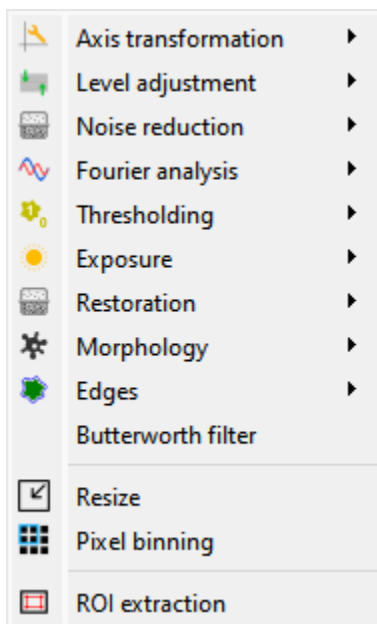 Axis transformation
Level adjustment
Noise reduction
Fourier analysis
Thresholding
Exposure
Restoration
Morphology
Edges
Butterworth filter
Resize
Pixel binning
ROI extraction